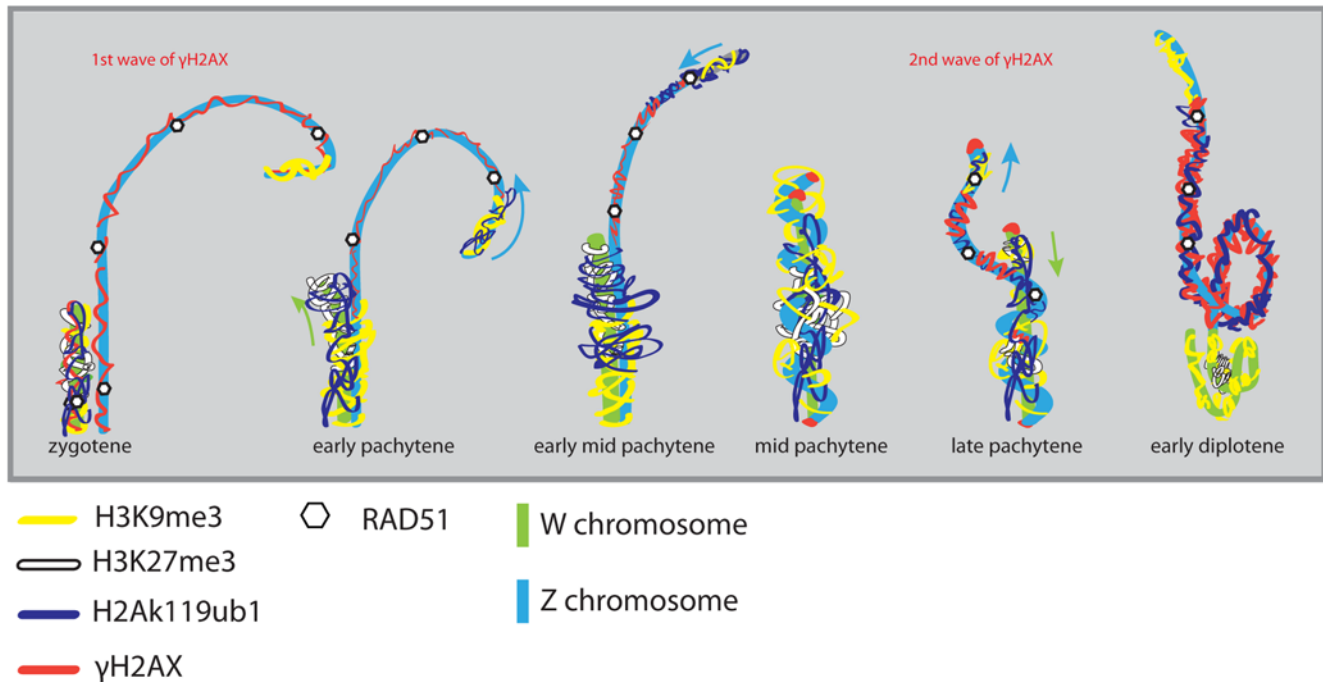 1st wave of γH2AX
2nd wave of γH2AX
zygotene
early pachytene
early mid pachytene
mid pachytene
late pachytene
early diplotene
H3K9me3
RAD51
W chromosome
H3K27me3
H2Ak119ub1
Z chromosome
γH2AX